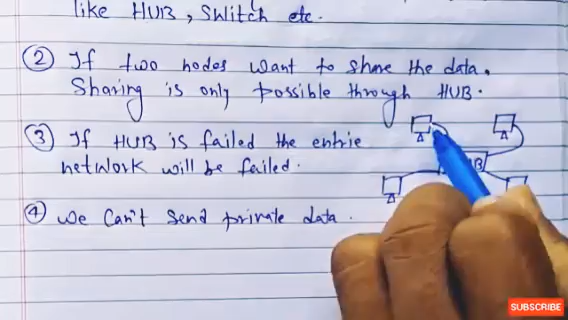 like HUB, Switch etc.
② If two nodes want to share the data.
Sharing is only possible through HUB.
③ If HUB is failed the entrie
network will be failed.
④ We can't send private data.
SUBSCRIBE